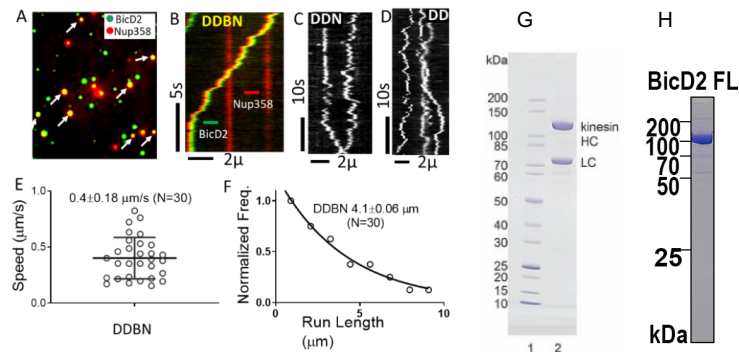 A
BicD2
Nup358
B
DDBN
5s
BicD2
Nup358
2μ
C
DDN
10s
2μ
D
DD
10s
2μ
E
1.0
0.5
0.0
Speed (μm/s)
0.4±0.18 μm/s (N=30)
DDBN
F
1.0
0.5
0.0
Normalized Freq.
DDBN 4.1±0.06 μm
(N=30)
0
5
10
Run Length
(μm)
G
kDa
200
150
100
85
70
60
50
40
30
25
20
15
10
kinesin
HC
LC
1 2
H
BicD2 FL
200
100
70
50
25
kDa